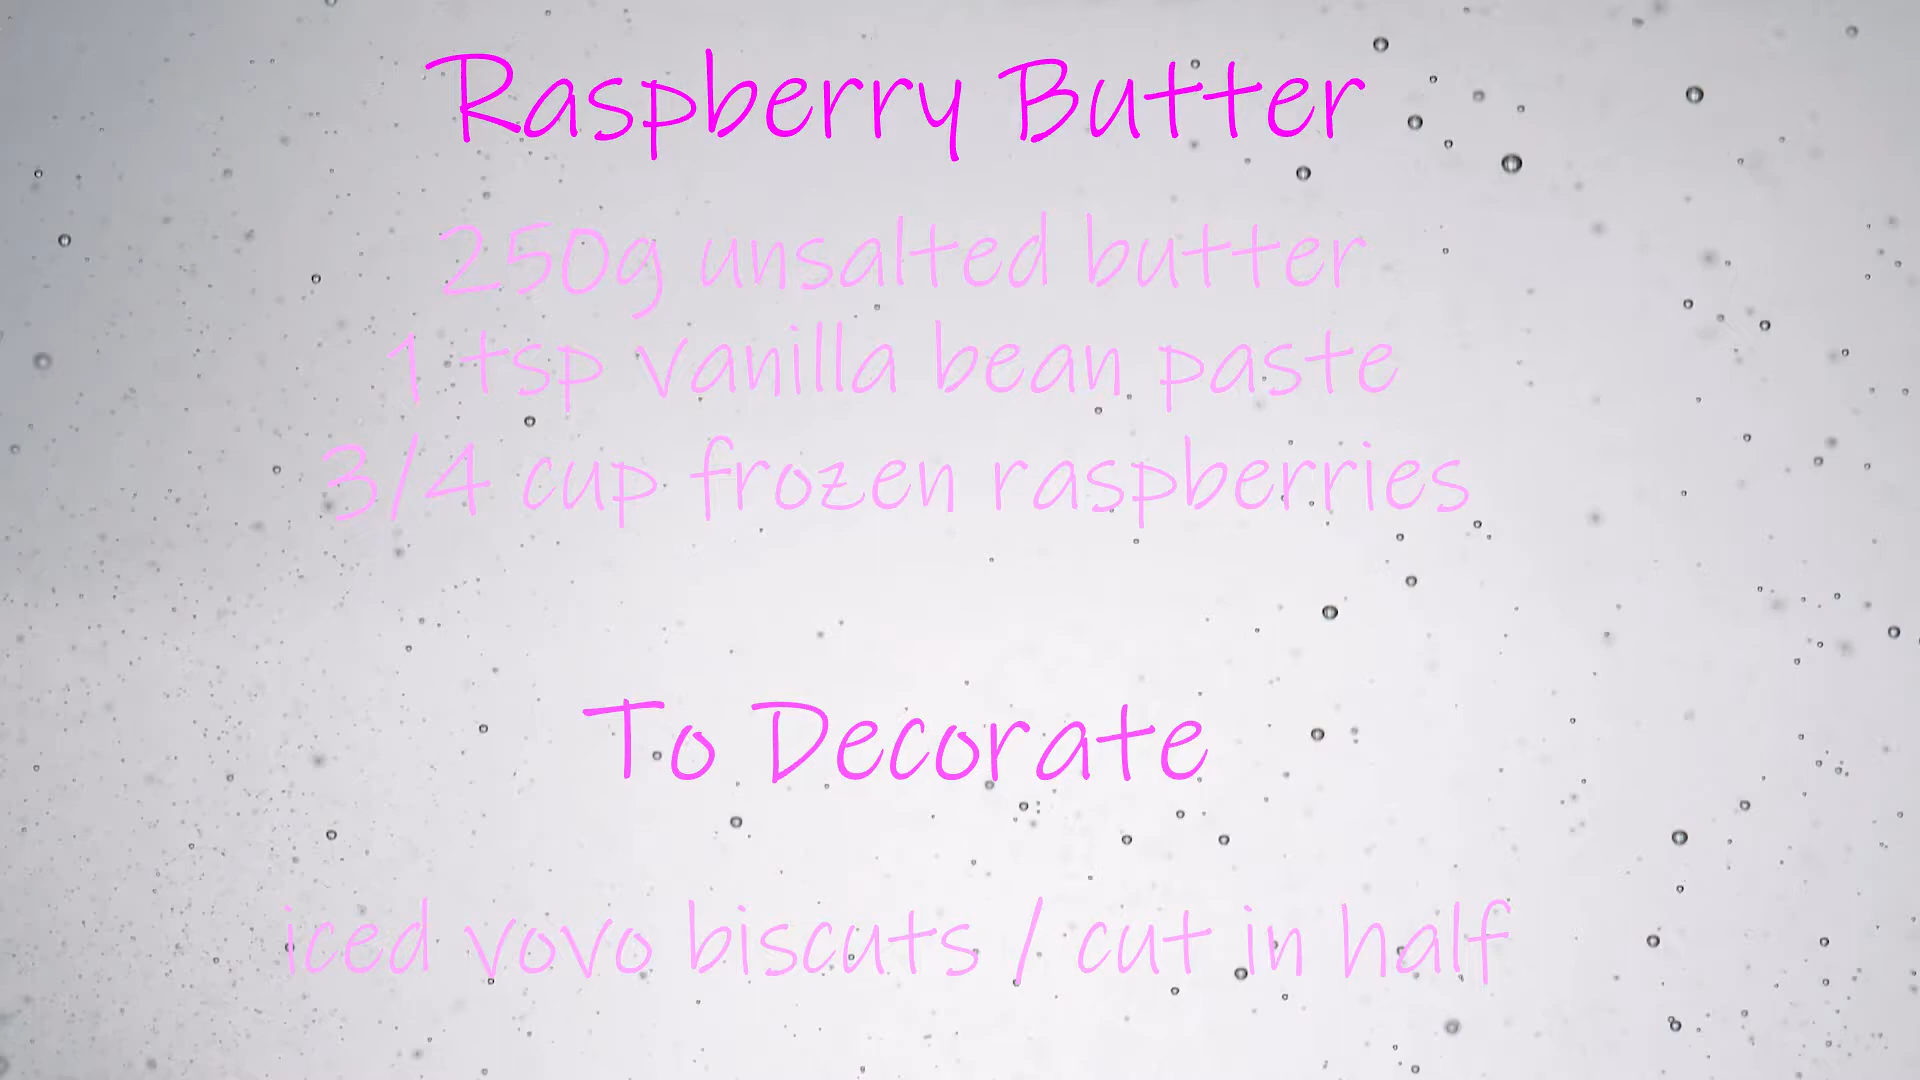 Raspberry Butter
250g unsalted butter
1 tsp vanilla bean paste
3/4 cup frozen raspberries
To Decorate
iced vovo biscuts / cut in half